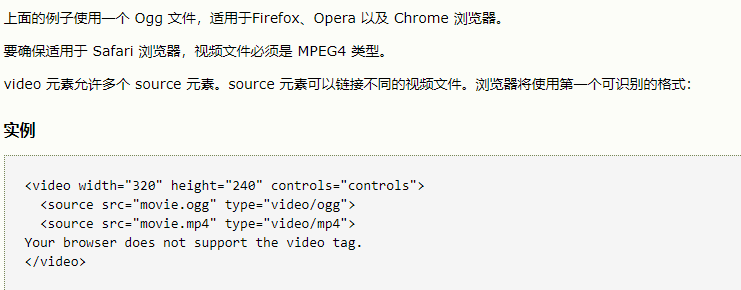 上面的例子使用一个 Ogg 文件，适用于Firefox、Opera 以及 Chrome 浏览器。
要确保适用于 Safari 浏览器，视频文件必须是 MPEG4 类型。
video 元素允许多个 source 元素。source 元素可以链接不同的视频文件。浏览器将使用第一个可识别的格式：
实例
<video width="320" height="240" controls="controls">
  <source src="movie.ogg" type="video/ogg">
  <source src="movie.mp4" type="video/mp4">
Your browser does not support the video tag.
</video>